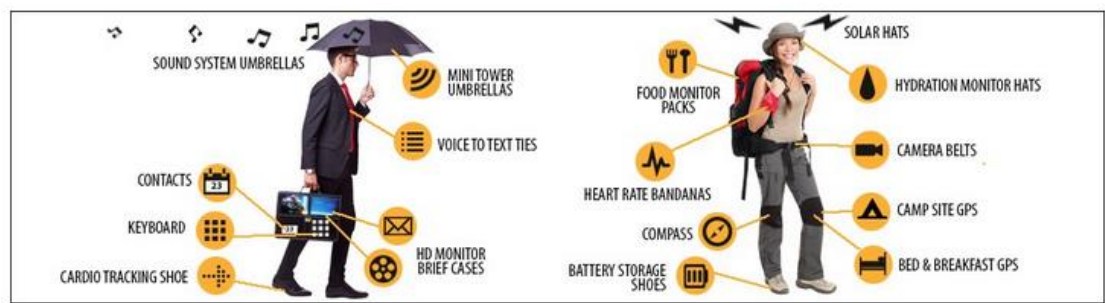 SOUND SYSTEM UMBRELLAS
MINI TOWER
UMBRELLAS
VOICE TO TEXT TIES
CONTACTS
23
KEYBOARD
23
HD MONITOR
BRIEF CASES
CARDIO TRACKING SHOE
SOLAR HATS
FOOD MONITOR
PACKS
HYDRATION MONITOR HATS
HEART RATE BANDANAS
CAMERA BELTS
COMPASS
CAMP SITE GPS
BATTERY STORAGE
SHOES
BED & BREAKFAST GPS